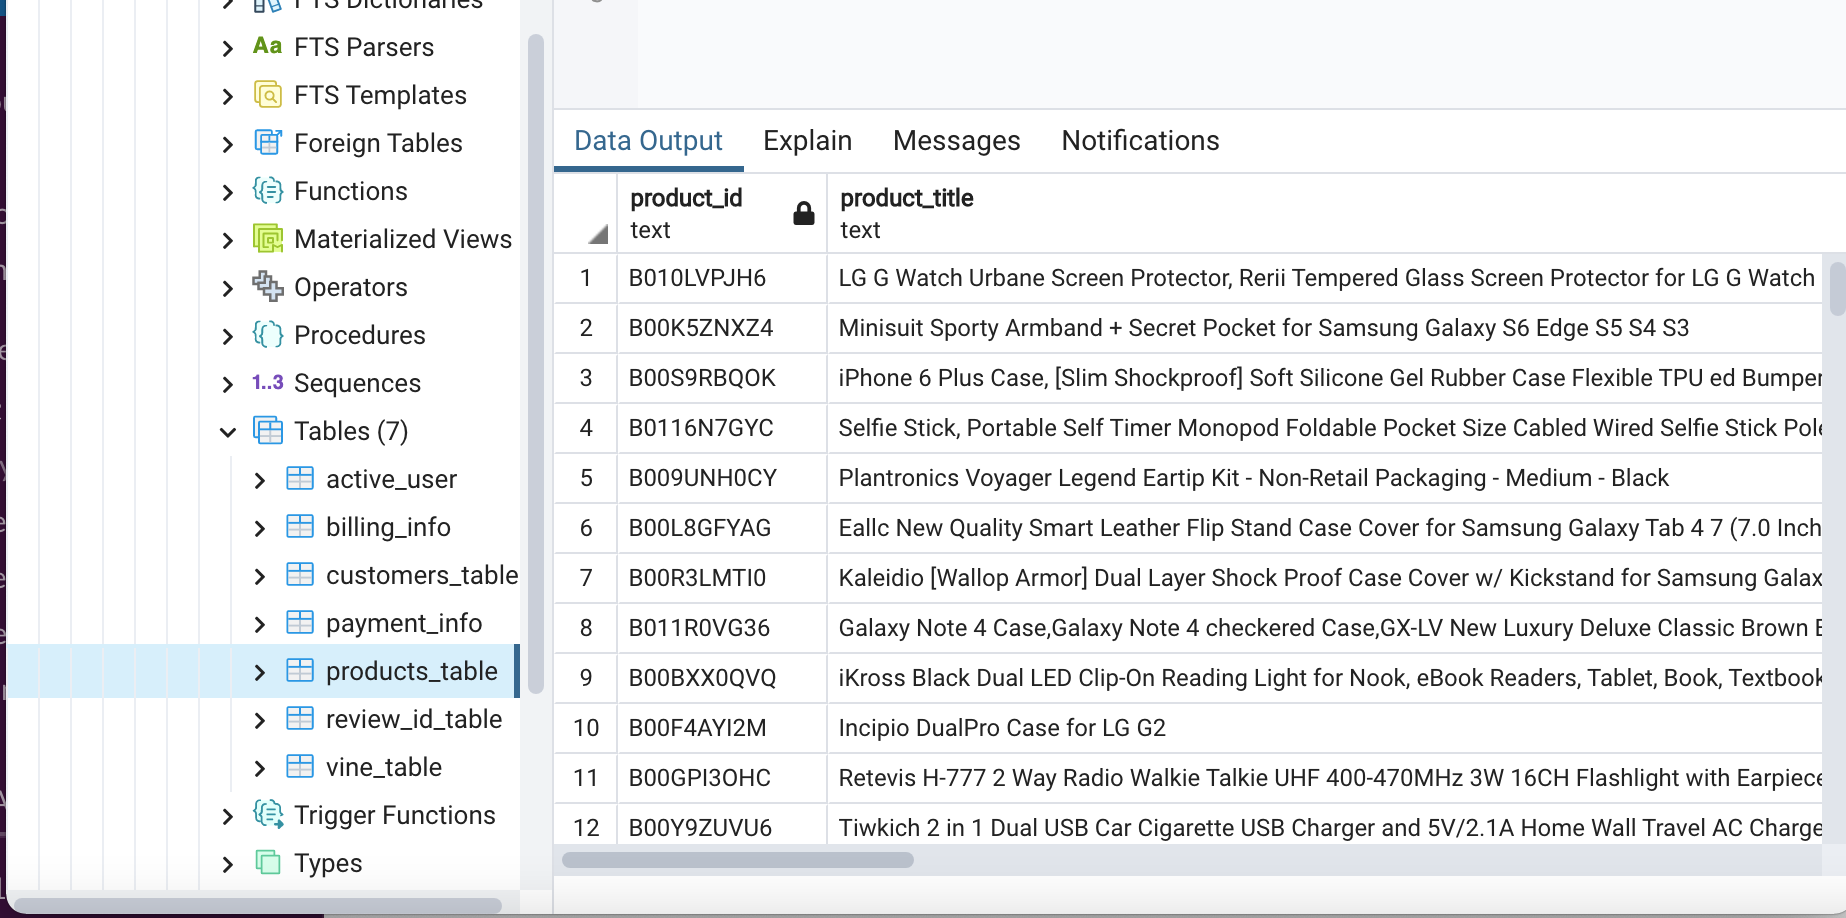 FTS Dictionaries
FTS Parsers
FTS Templates
Foreign Tables
Functions
Materialized Views
Operators
Procedures
1..3 Sequences
Tables (7)
active_user
billing_info
customers_table
payment_info
products_table
review_id_table
vine_table
Trigger Functions
Types
Data Output Explain Messages Notifications
product_id product_title
text text
1 B010LVPJH6 LG G Watch Urbane Screen Protector, Rerii Tempered Glass Screen Protector for LG G Watch
2 B00K5ZNXZ4 Minisuit Sporty Armband + Secret Pocket for Samsung Galaxy S6 Edge S5 S4 S3
3 B00S9RBQOK iPhone 6 Plus Case, [Slim Shockproof] Soft Silicone Gel Rubber Case Flexible TPU ed Bumper
4 B0116N7GYC Selfie Stick, Portable Self Timer Monopod Foldable Pocket Size Cabled Wired Selfie Stick Pole
5 B009UNH0CY Plantronics Voyager Legend Eartip Kit - Non-Retail Packaging - Medium - Black
6 B00L8GFYAG Eallc New Quality Smart Leather Flip Stand Case Cover for Samsung Galaxy Tab 4 7 (7.0 Inch
7 B00R3LMTI0 Kaleidio [Wallop Armor] Dual Layer Shock Proof Case Cover w/ Kickstand for Samsung Galax
8 B011R0VG36 Galaxy Note 4 Case,Galaxy Note 4 checkered Case,GX-LV New Luxury Deluxe Classic Brown
9 B00BXX0QVQ iKross Black Dual LED Clip-On Reading Light for Nook, eBook Readers, Tablet, Book, Textbook
10 B00F4AYI2M Incipio DualPro Case for LG G2
11 B00GPI3OHC Retevis H-777 2 Way Radio Walkie Talkie UHF 400-470MHz 3W 16CH Flashlight with Earpiece
12 B00Y9ZUVU6 Tiwkich 2 in 1 Dual USB Car Cigarette USB Charger and 5V/2.1A Home Wall Travel AC Charge